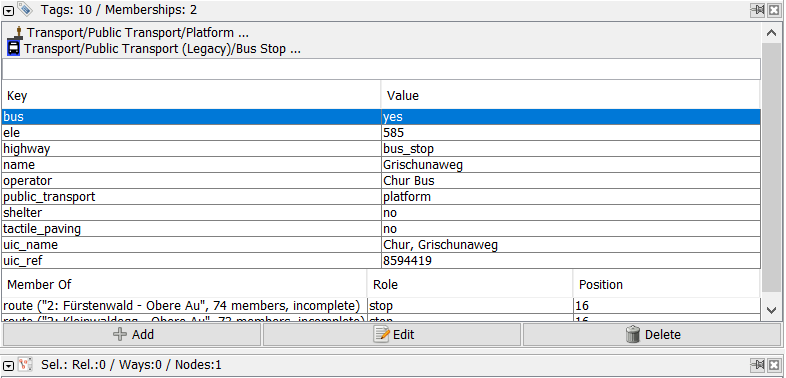 Tags: 10 / Memberships: 2
Transport/Public Transport/Platform ...
Transport/Public Transport (Legacy)/Bus Stop ...
Key Value
bus yes
ele 585
highway bus_stop
name Grischunaweg
operator Chur Bus
public_transport platform
shelter no
tactile_paving no
uic_name Chur, Grischunaweg
uic_ref 8594419
Member Of Role Position
route ("2: Fürstenwald - Obere Au", 74 members, incomplete) stop 16
route ("2: Kleinwaldegg - Obere Au", 73 members, incomplete) stop 16
Add Edit Delete
Sel.: Rel.:0 / Ways:0 / Nodes:1